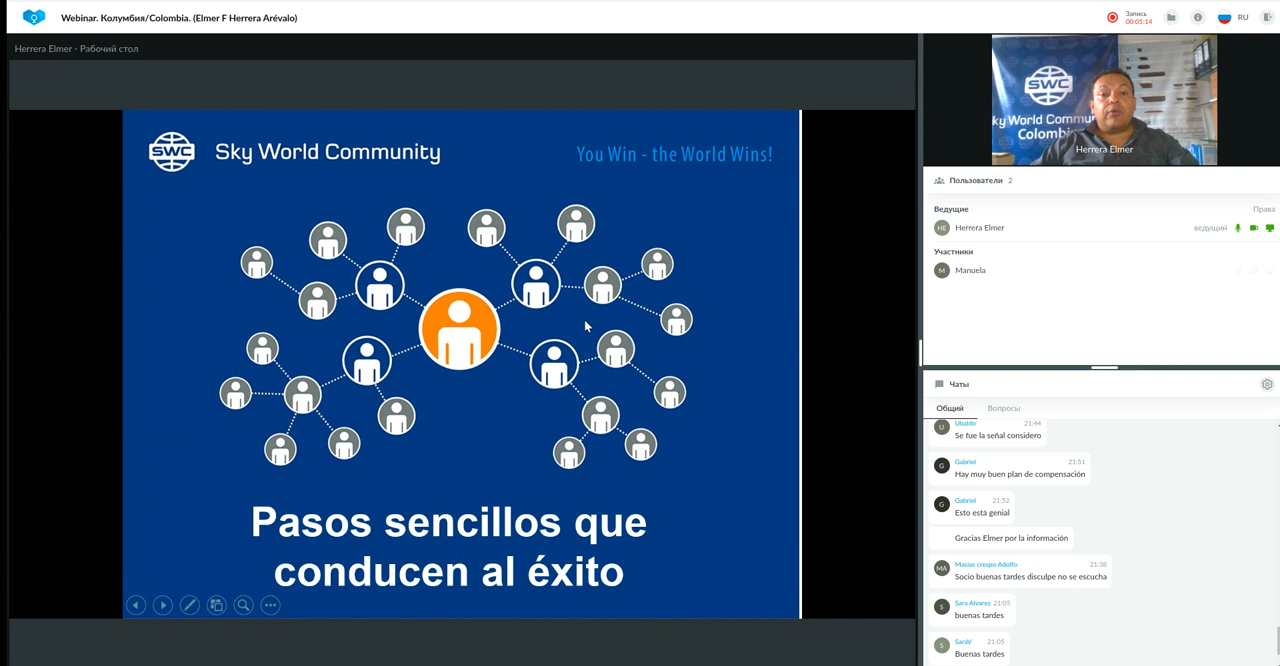 Webinar. Колумбия/Colombia. (Elmer F Herrera Arévalo)
Запись
00:05:14
RU
Herrera Elmer - Рабочий стол
SWC
Sky World Community
You Win - the World Wins!
Pasos sencillos que
conducen al éxito
SWC
ky World Commu
Colombia
Herrera Elmer
Пользователи 2
Ведущие Права
HE Herrera Elmer ведущий
Участники
M Manuela
Чаты
Общий Вопросы
U Ubaldo 21:44
Se fue la señal considero
G Gabriel 21:51
Hay muy buen plan de compensación
G Gabriel 21:52
Esto está genial
Gracias Elmer por la información
MA Masias crespo Adolfo 21:38
Socio buenas tardes disculpe no se escucha
S Sara Alvarez 21:05
buenas tardes
S SaraV 21:05
Buenas tardes